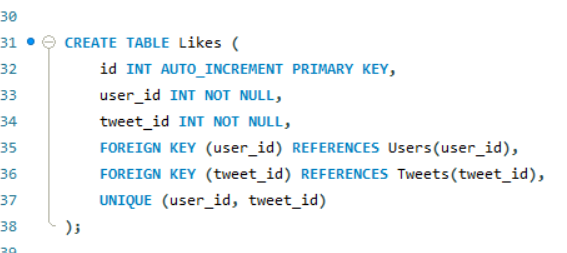 30
31 CREATE TABLE Likes (
32 id INT AUTO_INCREMENT PRIMARY KEY,
33 user_id INT NOT NULL,
34 tweet_id INT NOT NULL,
35 FOREIGN KEY (user_id) REFERENCES Users(user_id),
36 FOREIGN KEY (tweet_id) REFERENCES Tweets(tweet_id),
37 UNIQUE (user_id, tweet_id)
38 );
39